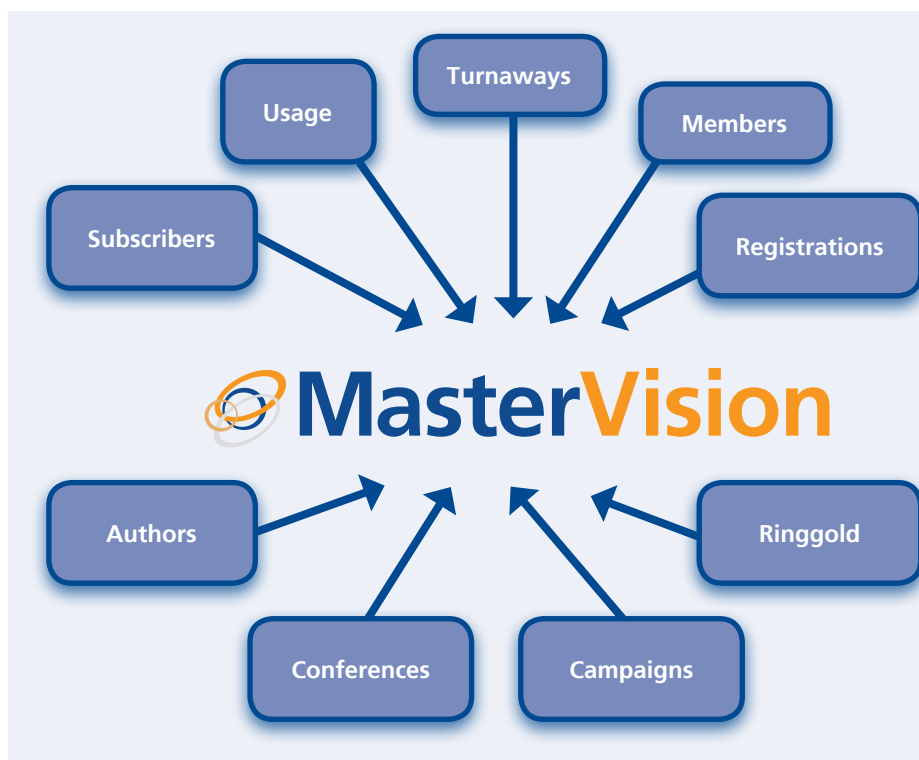 Turnaways
Usage
Members
Subscribers
Registrations
MasterVision
Authors
Ringgold
Conferences
Campaigns